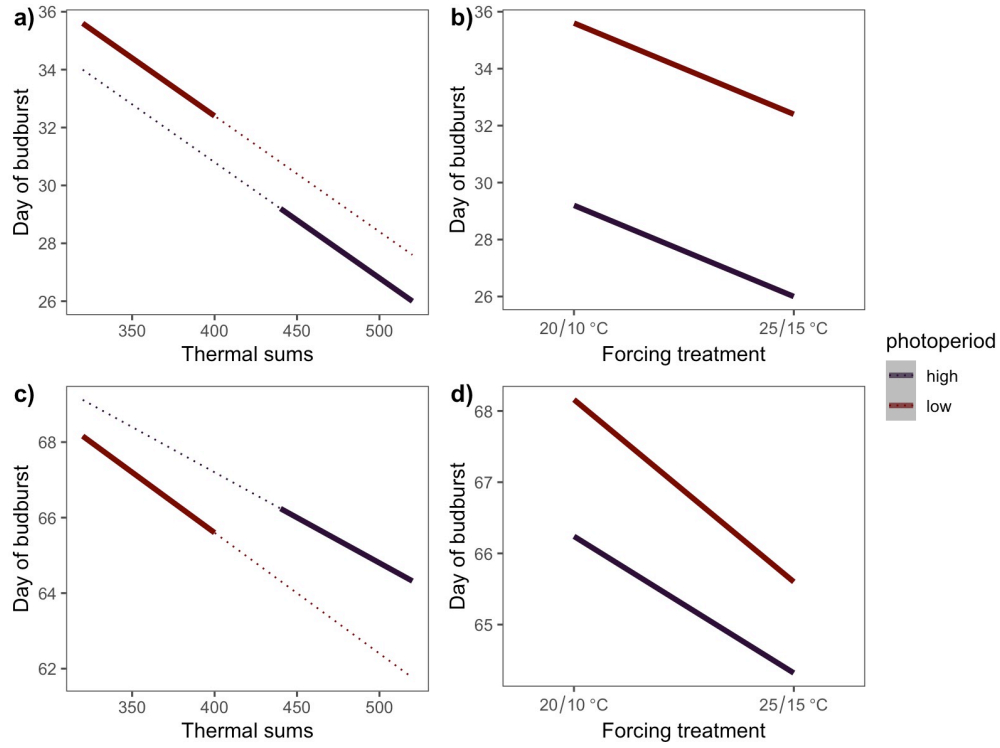 a)
36
34
32
30
28
26
Day of budburst
350
400
450
500
Thermal sums
b)
36
34
32
30
28
26
Day of budburst
20/10 °C
25/15 °C
Forcing treatment
c)
68
66
64
62
Day of budburst
350
400
450
500
Thermal sums
d)
68
67
66
65
Day of budburst
20/10 °C
25/15 °C
Forcing treatment
photoperiod
high
low